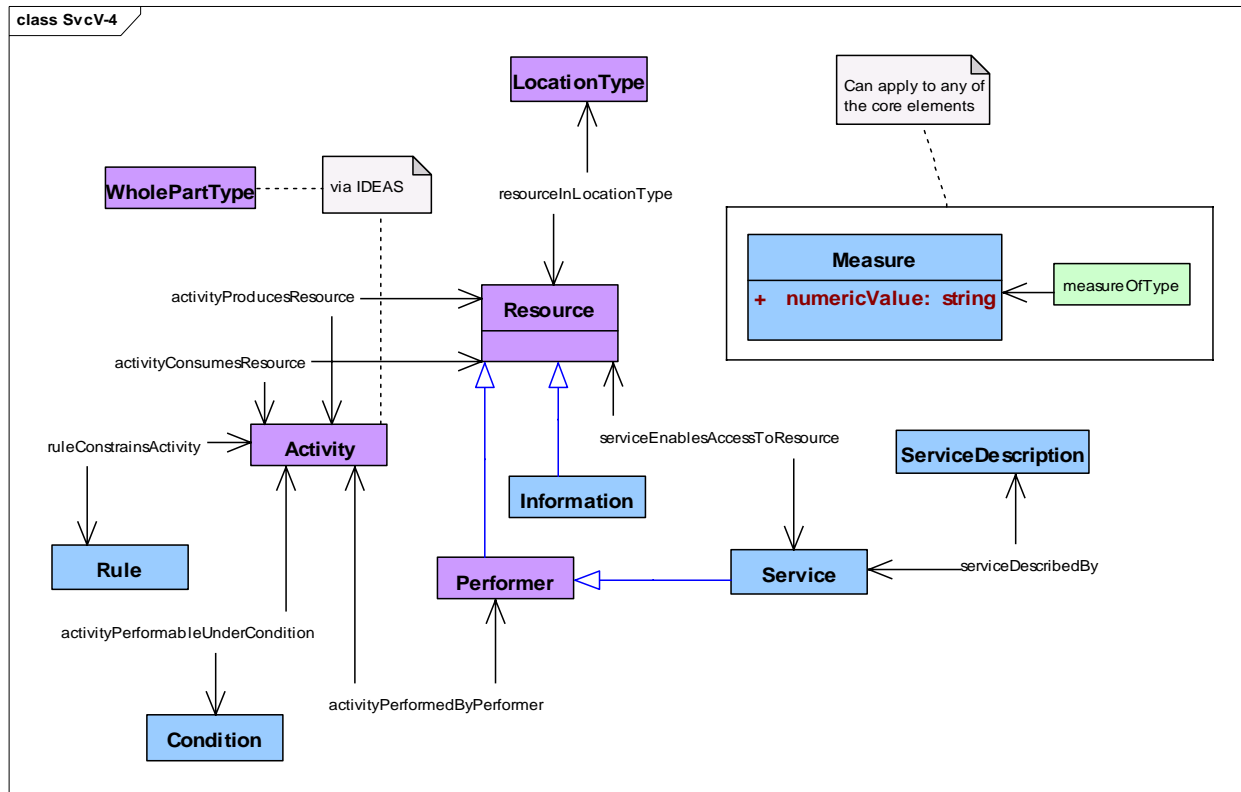 class SvcV-4
LocationType
Can apply to any of
the core elements
WholePartType
via IDEAS
resourceInLocationType
Measure
+ numericValue: string
measureOfType
activityProducesResource
Resource
activityConsumesResource
ruleConstrainsActivity
Activity
serviceEnablesAccessToResource
ServiceDescription
Information
Rule
Performer
Service
serviceDescribedBy
activityPerformableUnderCondition
activityPerformedByPerformer
Condition